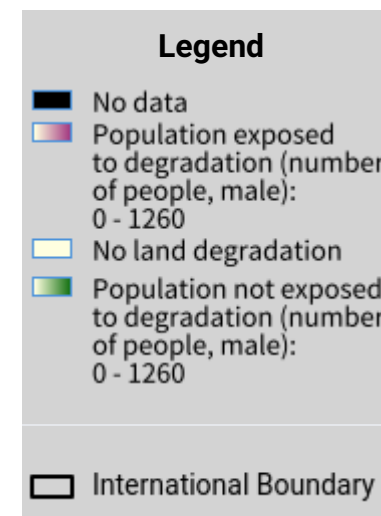 Legend
No data
Population exposed
to degradation (number
of people, male):
0 - 1260
No land degradation
Population not exposed
to degradation (number
of people, male):
0 - 1260
International Boundary